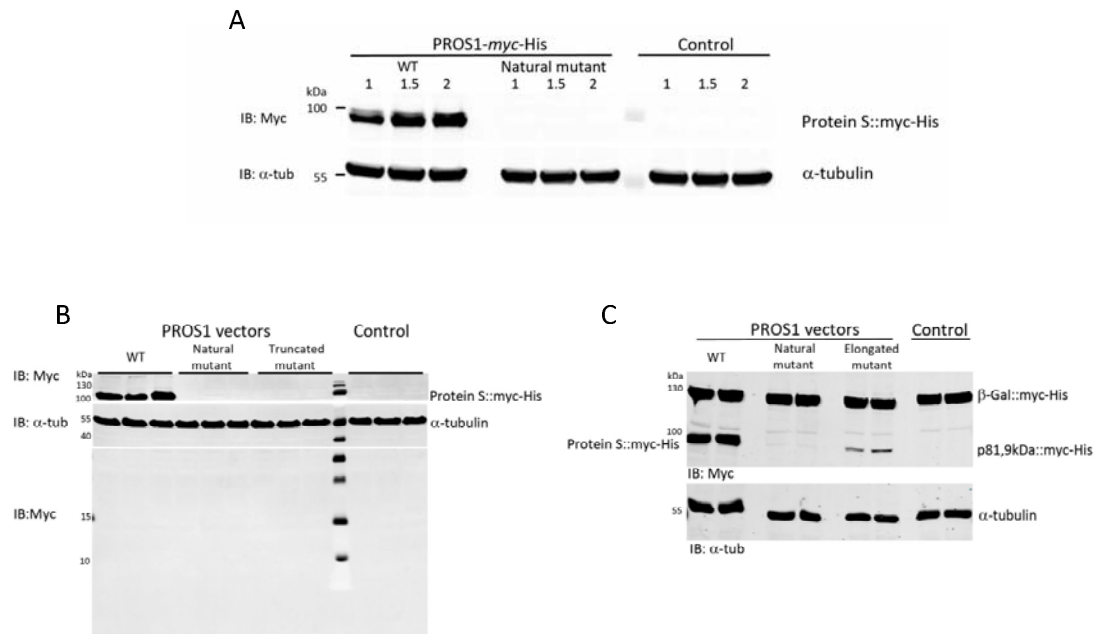 A
PROS1-myc-His Control
WT Natural mutant
1 1.5 2 1 1.5 2 1 1.5 2
kDa
100
IB: Myc Protein S::myc-His
IB: α-tub 55 α-tubulin
B
PROS1 vectors Control
WT Natural mutant Truncated mutant
IB: Myc
kDa
130
100 Protein S::myc-His
IB: α-tub 55 α-tubulin
40
IB:Myc
15
10
C
PROS1 vectors Control
WT Natural mutant Elongated mutant
kDa
130 β-Gal::myc-His
100
Protein S::myc-His p81,9kDa::myc-His
IB: Myc
55 α-tubulin
IB: α-tub